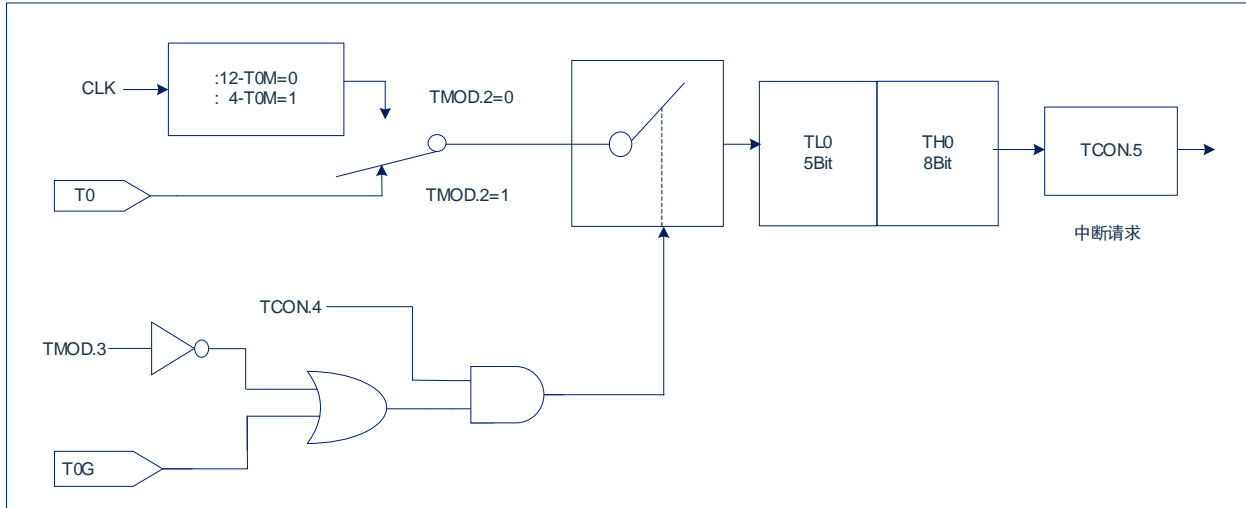 CLK
:12-T0M=0
: 4-T0M=1
TMOD.2=0
T0
TMOD.2=1
TL0
5Bit
TH0
8Bit
TCON.5
中断请求
TCON.4
TMOD.3
T0G